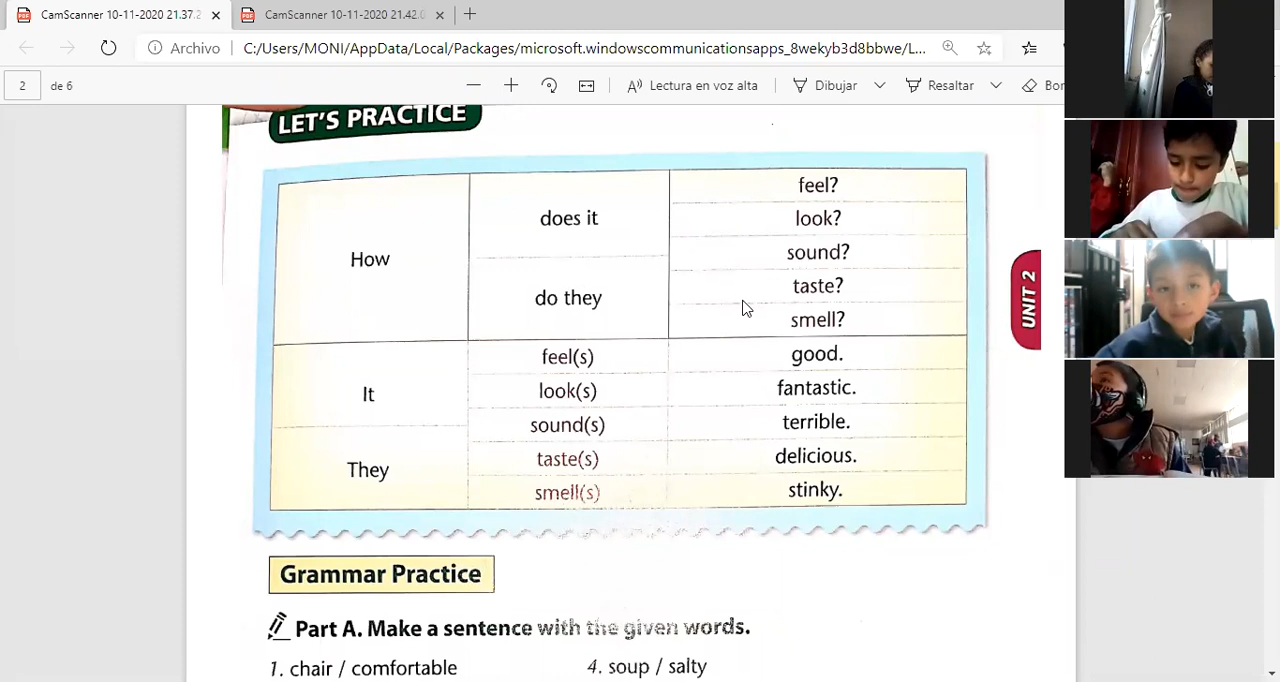 CamScanner 10-11-2020 21.37.2
CamScanner 10-11-2020 21.42.0
Archivo
C:/Users/MONI/AppData/Local/Packages/microsoft.windowscommunicationsapps_8wekyb3d8bbwe/L...
2 de 6
Lectura en voz alta
Dibujar
Resaltar
Bor
LET'S PRACTICE
How
does it
do they
feel?
look?
sound?
taste?
smell?
It
They
feel(s)
look(s)
sound(s)
taste(s)
smell(s)
good.
fantastic.
terrible.
delicious.
stinky.
UNIT 2
Grammar Practice
Part A. Make a sentence with the given words.
1. chair / comfortable
4. soup / salty